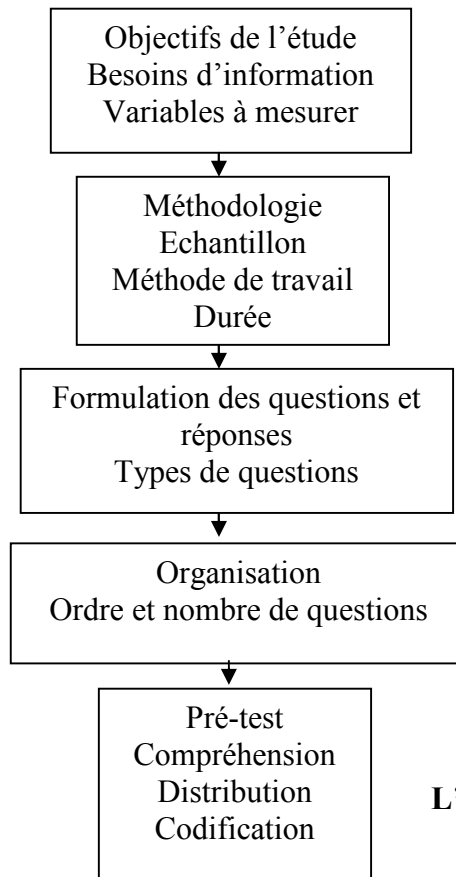 Objectifs de l’étude
Besoins d’information
Variables à mesurer
Méthodologie
Echantillon
Méthode de travail
Durée
Formulation des questions et
réponses
Types de questions
Organisation
Ordre et nombre de questions
Pré-test
Compréhension
Distribution
Codification
L’